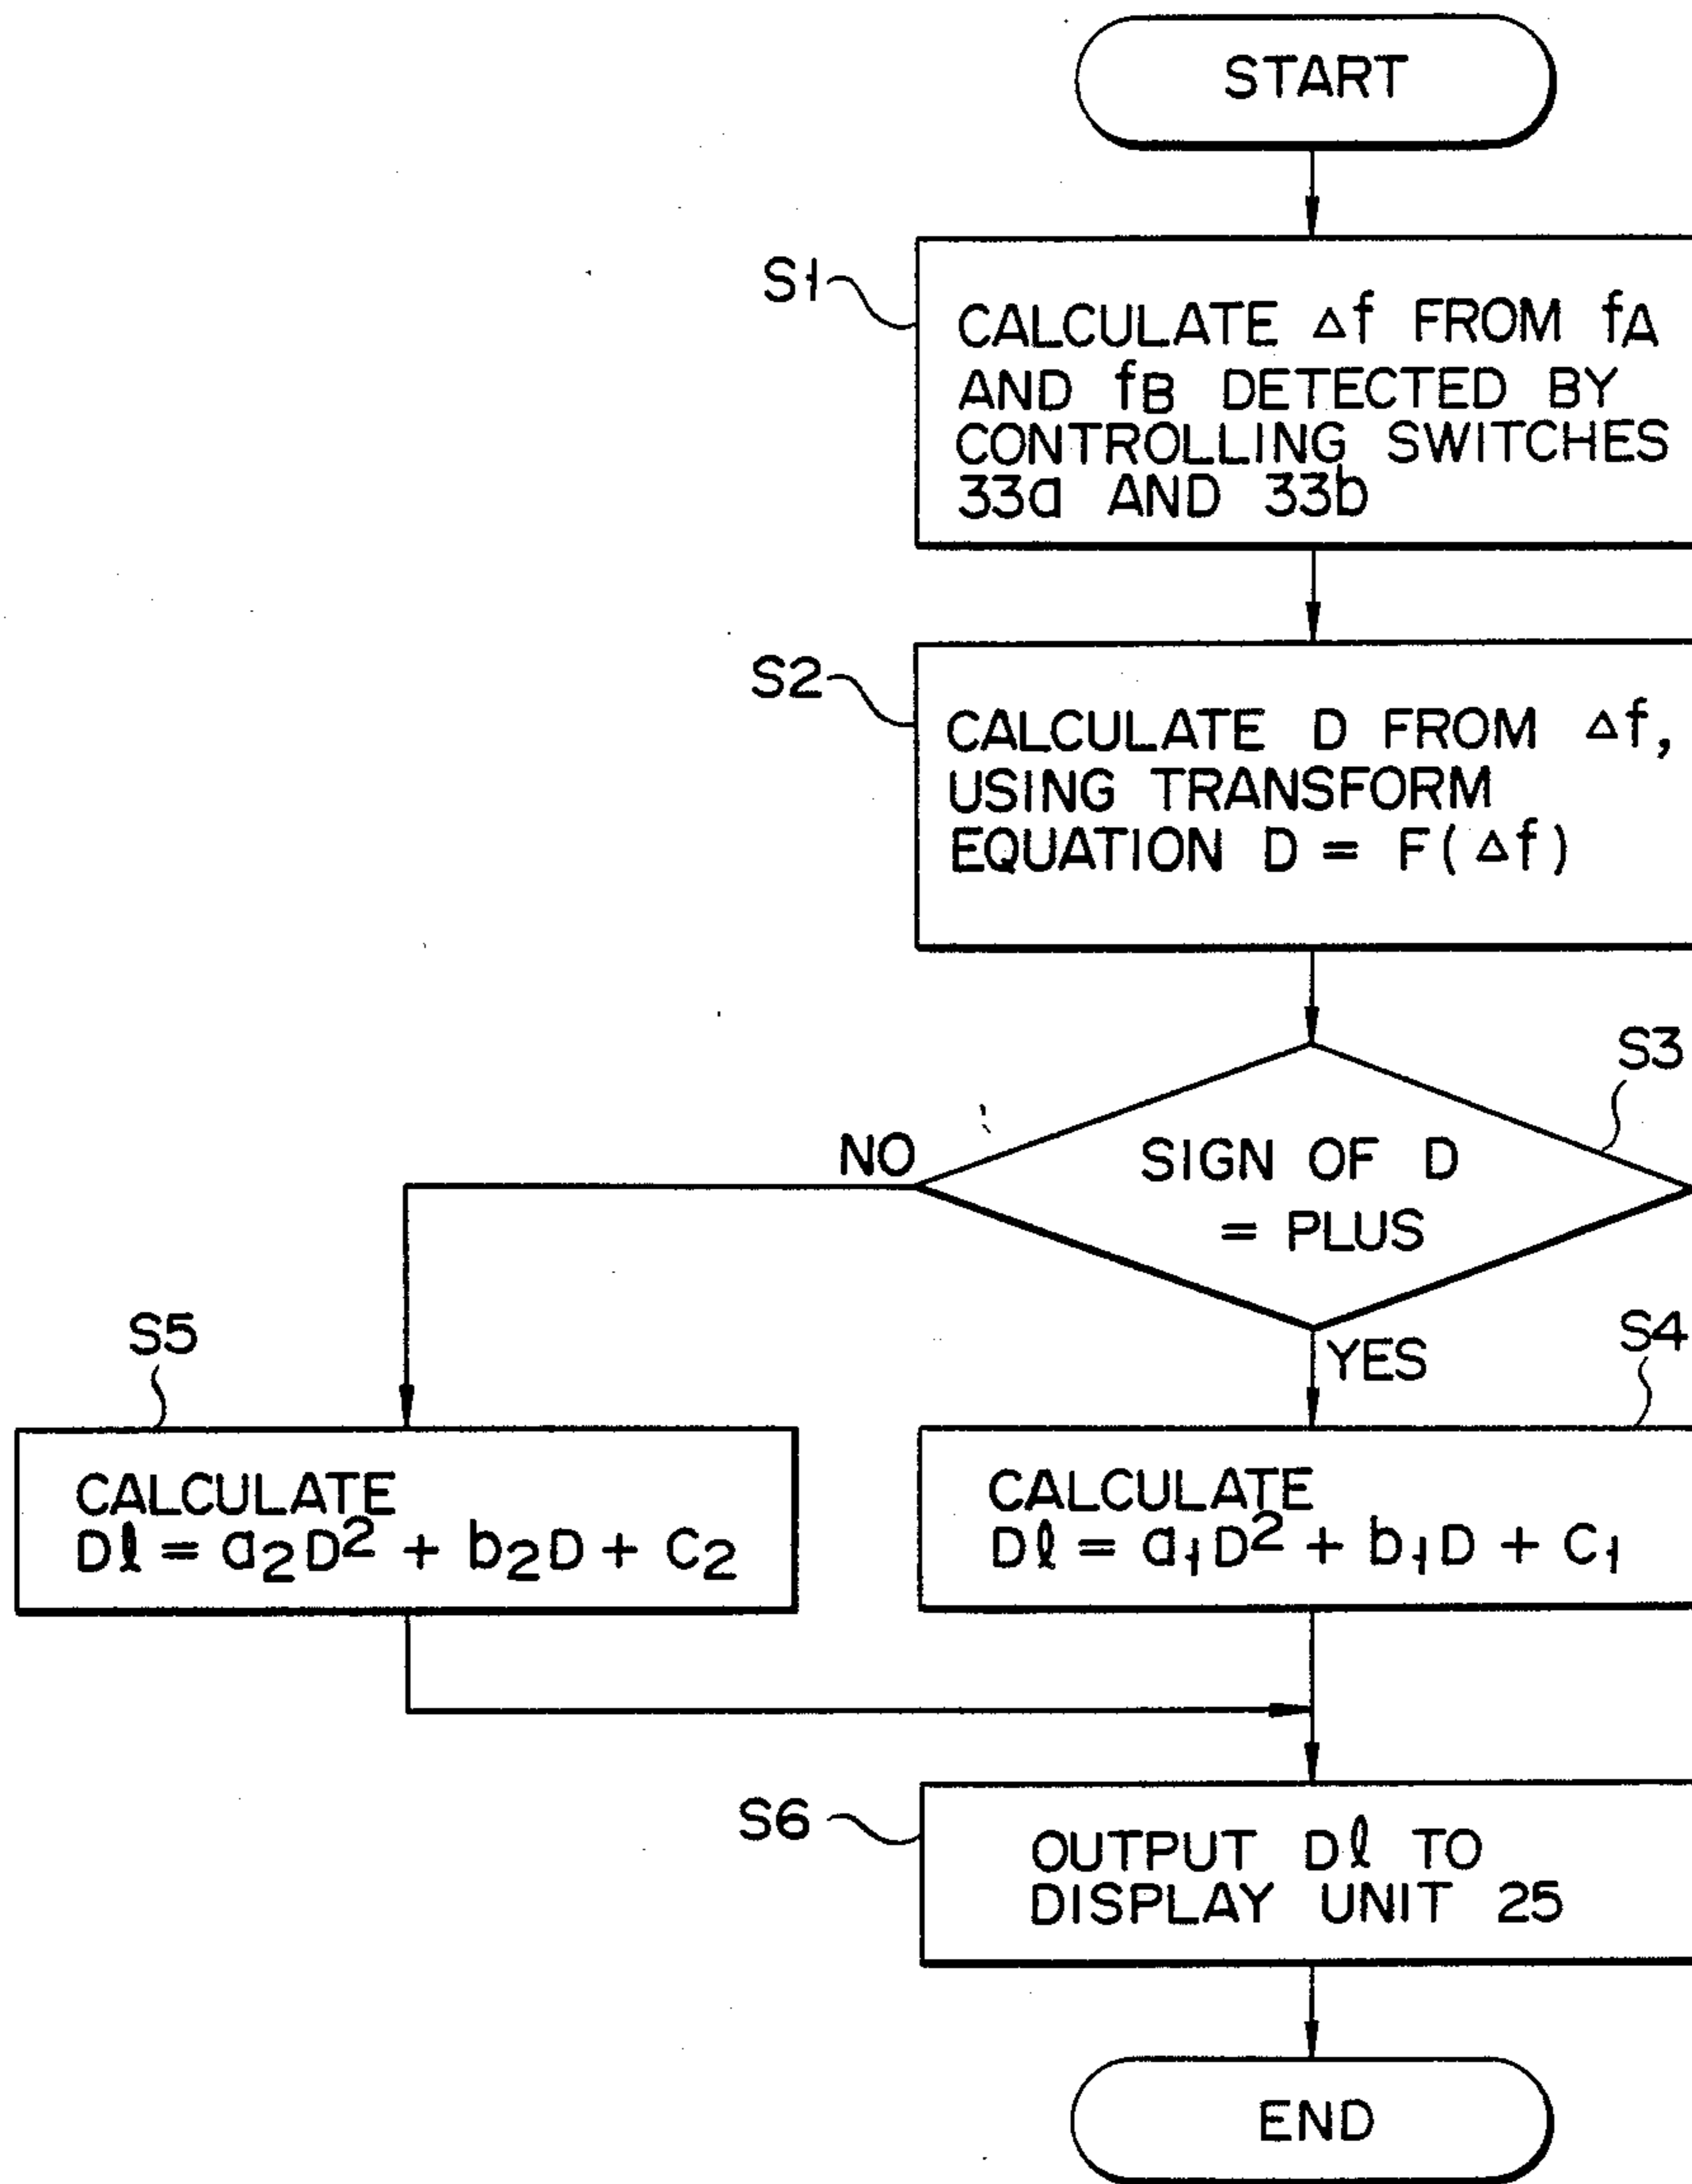 START
S1
CALCULATE Δf FROM fA
AND fB DETECTED BY
CONTROLLING SWITCHES
33a AND 33b
S2
CALCULATE D FROM Δf,
USING TRANSFORM
EQUATION D = F(Δf)
S3
NO
SIGN OF D
= PLUS
YES
S5
S4
CALCULATE
Dℓ = a₂D² + b₂D + C₂
CALCULATE
Dℓ = a₁D² + b₁D + C₁
S6
OUTPUT Dℓ TO
DISPLAY UNIT 25
END